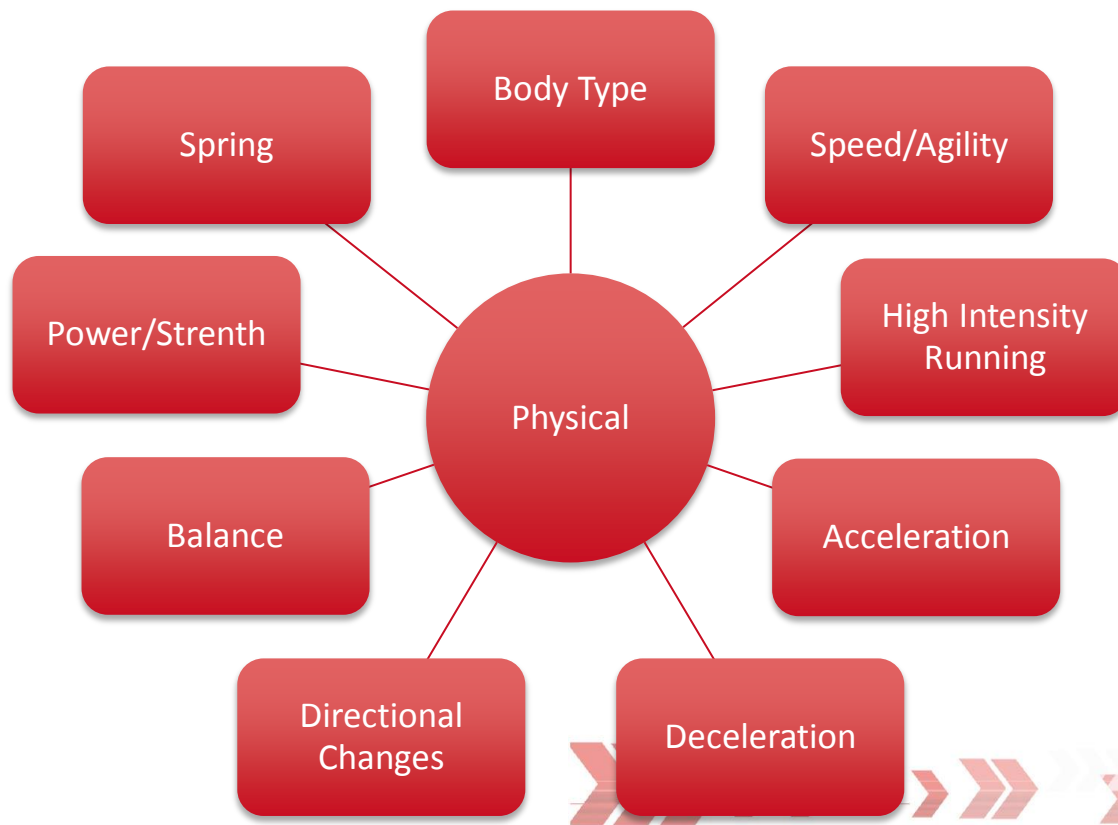 Body Type
Spring
Speed/Agility
Power/Strenth
High Intensity
Running
Physical
Balance
Acceleration
Directional
Changes
Deceleration